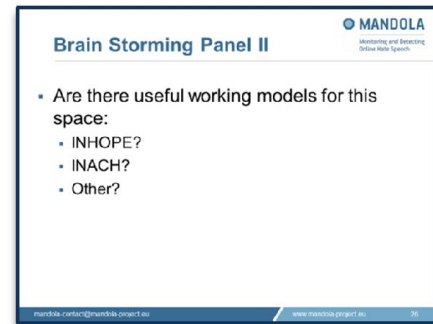 MANDOLA
Monitoring and Detecting
Online Hate Speech
Brain Storming Panel II
▪ Are there useful working models for this
space:
▪ INHOPE?
▪ INACH?
▪ Other?
mandola-contact@mandola-project.eu
www.mandola-project.eu
26